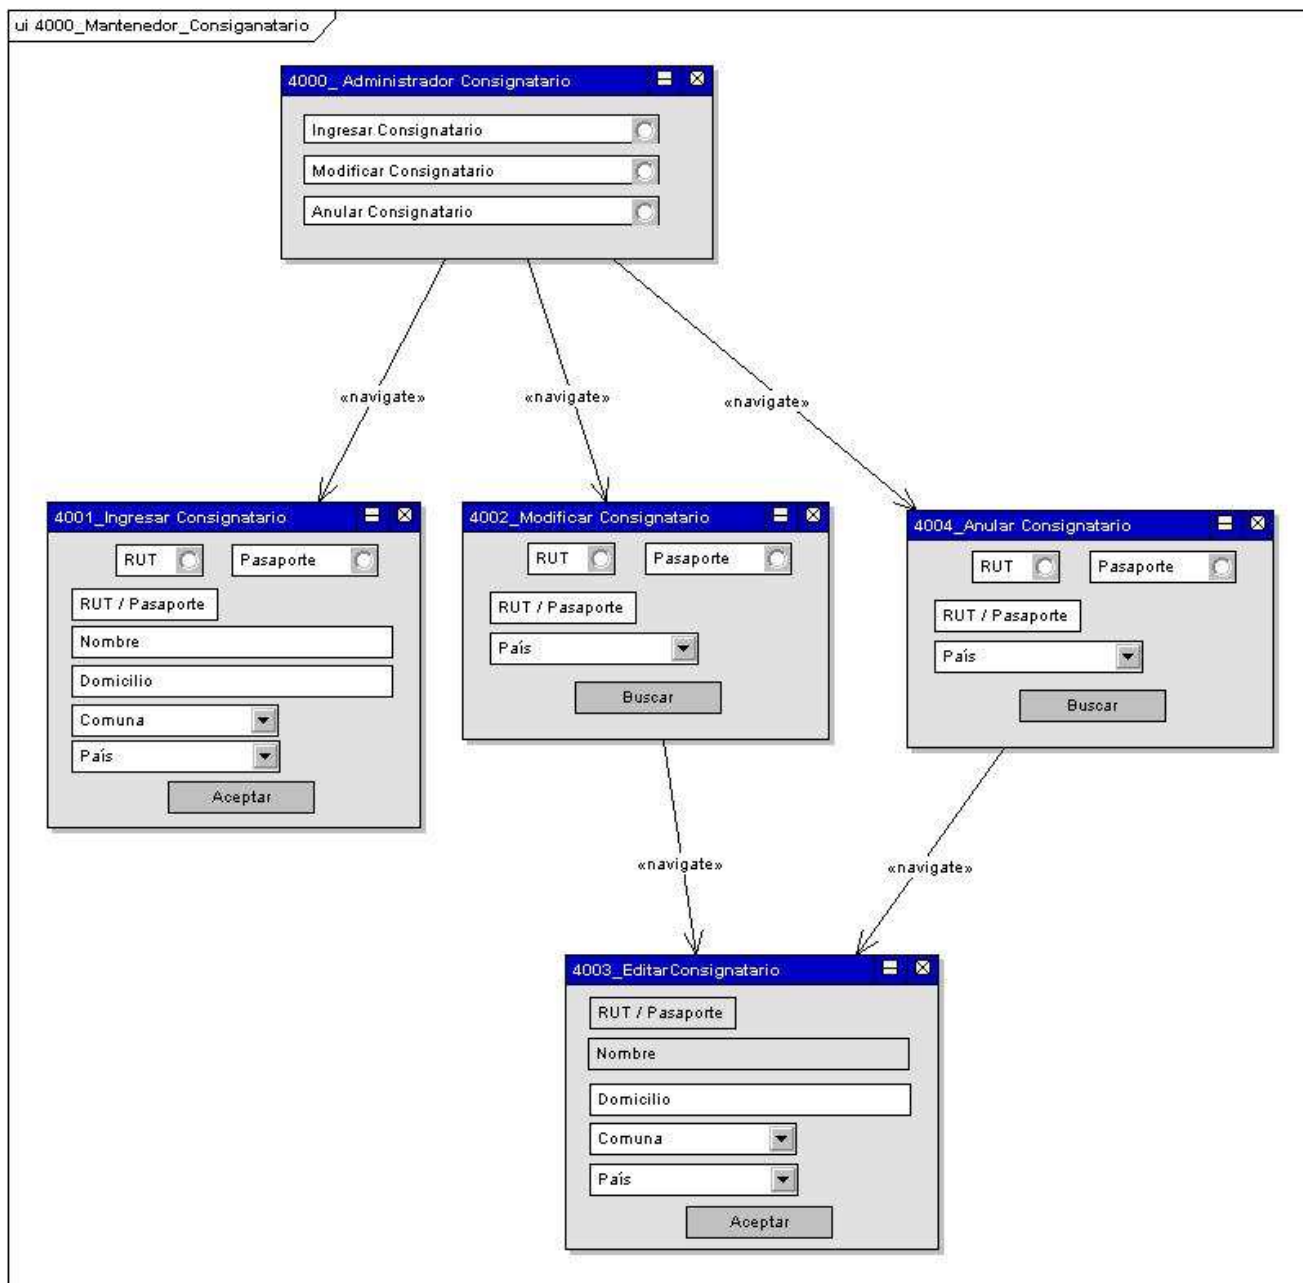 ui 4000_Mantenedor_Consiganatario
4000_ Administrador Consignatario
Ingresar Consignatario
Modificar Consignatario
Anular Consignatario
«navigate»
«navigate»
«navigate»
4001_Ingresar Consignatario
RUT
Pasaporte
RUT / Pasaporte
Nombre
Domicilio
Comuna
País
Aceptar
4002_Modificar Consignatario
RUT
Pasaporte
RUT / Pasaporte
País
Buscar
4004_Anular Consignatario
RUT
Pasaporte
RUT / Pasaporte
País
Buscar
«navigate»
«navigate»
4003_EditarConsignatario
RUT / Pasaporte
Nombre
Domicilio
Comuna
País
Aceptar